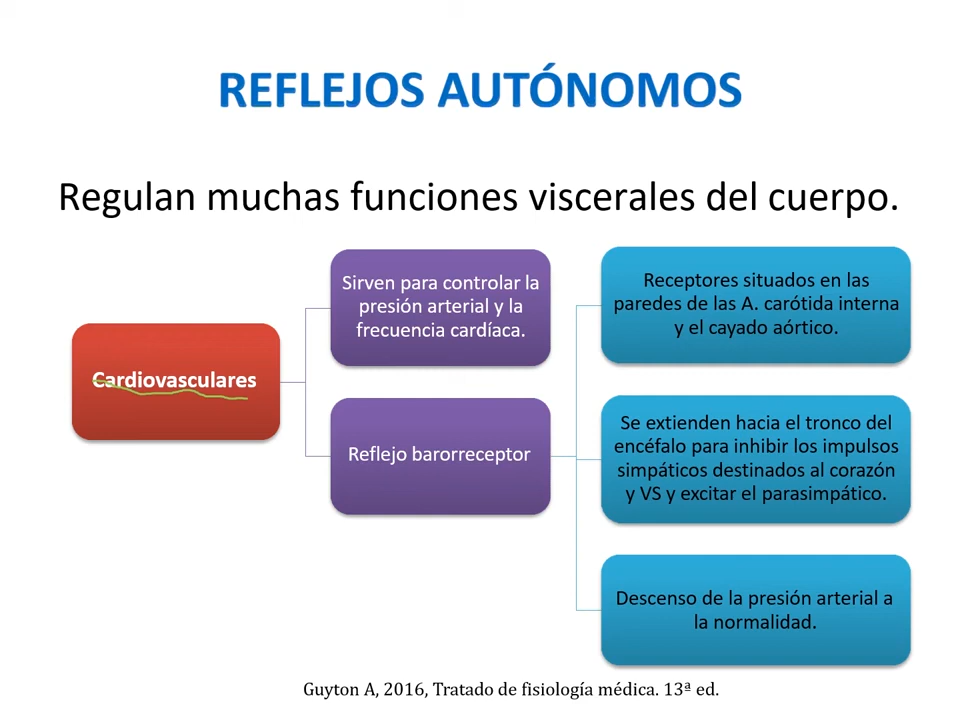 REFLEJOS AUTÓNOMOS
Regulan muchas funciones viscerales del cuerpo.
Cardiovasculares
Sirven para controlar la
presión arterial y la
frecuencia cardíaca.
Reflejo barorreceptor
Receptores situados en las
paredes de las A. carótida interna
y el cayado aórtico.
Se extienden hacia el tronco del
encéfalo para inhibir los impulsos
simpáticos destinados al corazón
y VS y excitar el parasimpático.
Descenso de la presión arterial a
la normalidad.
Guyton A, 2016, Tratado de fisiología médica. 13ª ed.